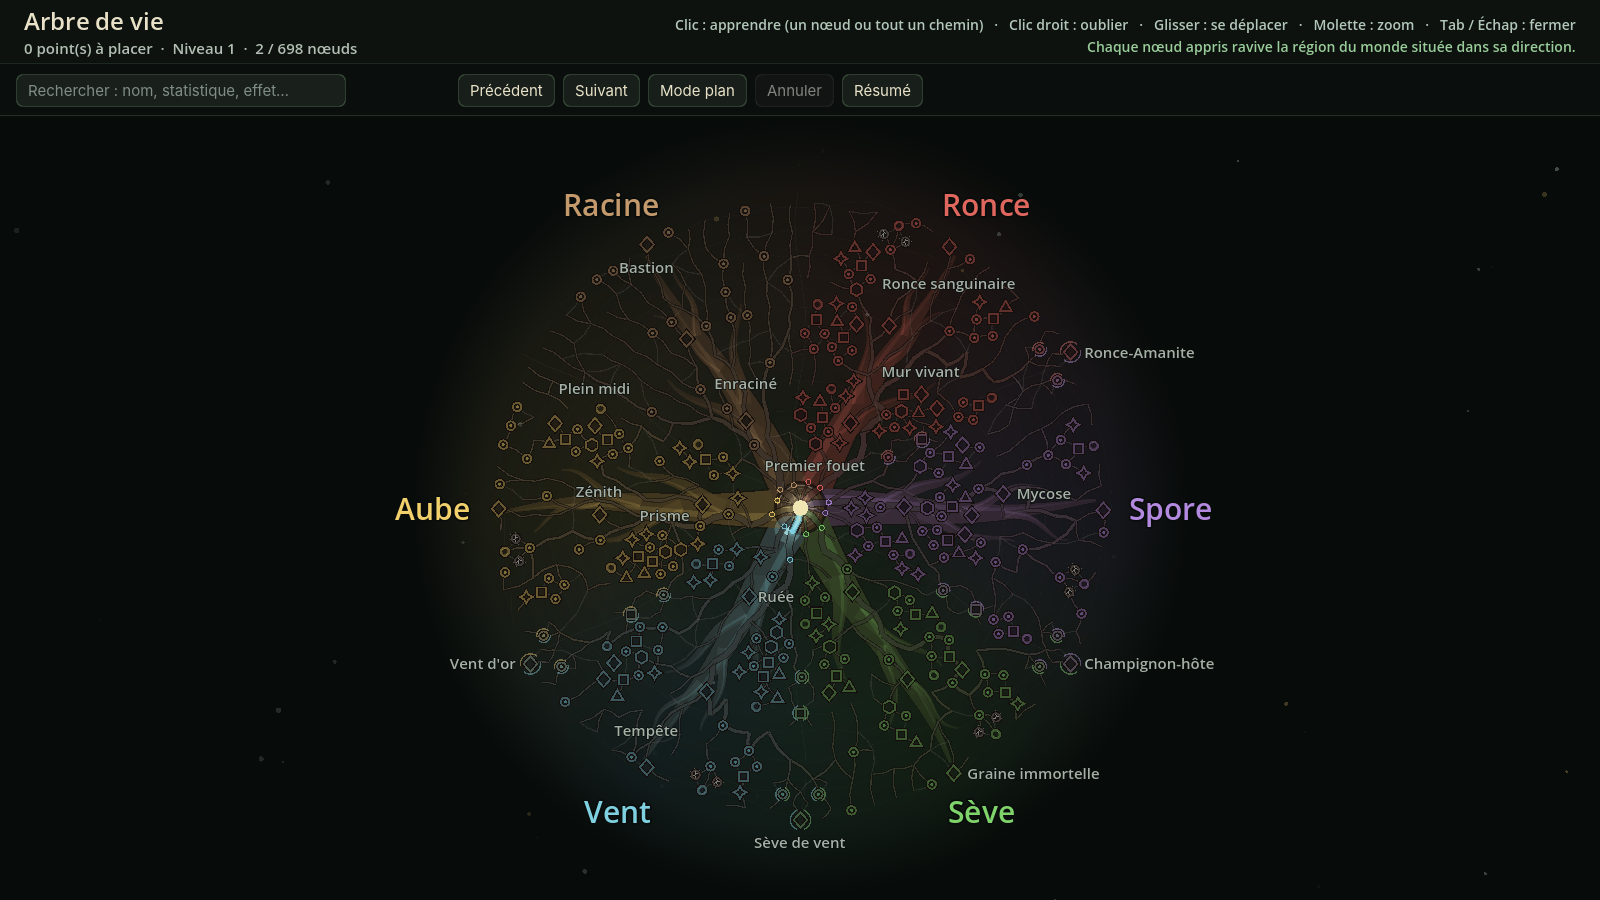 Arbre de vie
0 point(s) à placer · Niveau 1 · 2 / 698 nœuds
Clic : apprendre (un nœud ou tout un chemin) · Clic droit : oublier · Glisser : se déplacer · Molette : zoom · Tab / Échap : fermer
Chaque nœud appris ravive la région du monde située dans sa direction.
Rechercher : nom, statistique, effet...
Précédent
Suivant
Mode plan
Annuler
Résumé
Racine
Ronce
Bastion
Ronce sanguinaire
Ronce-Amanite
Mur vivant
Enraciné
Plein midi
Premier fouet
Zénith
Mycose
Aube
Prisme
Spore
Ruée
Vent d'or
Champignon-hôte
Tempête
Graine immortelle
Vent
Sève
Sève de vent